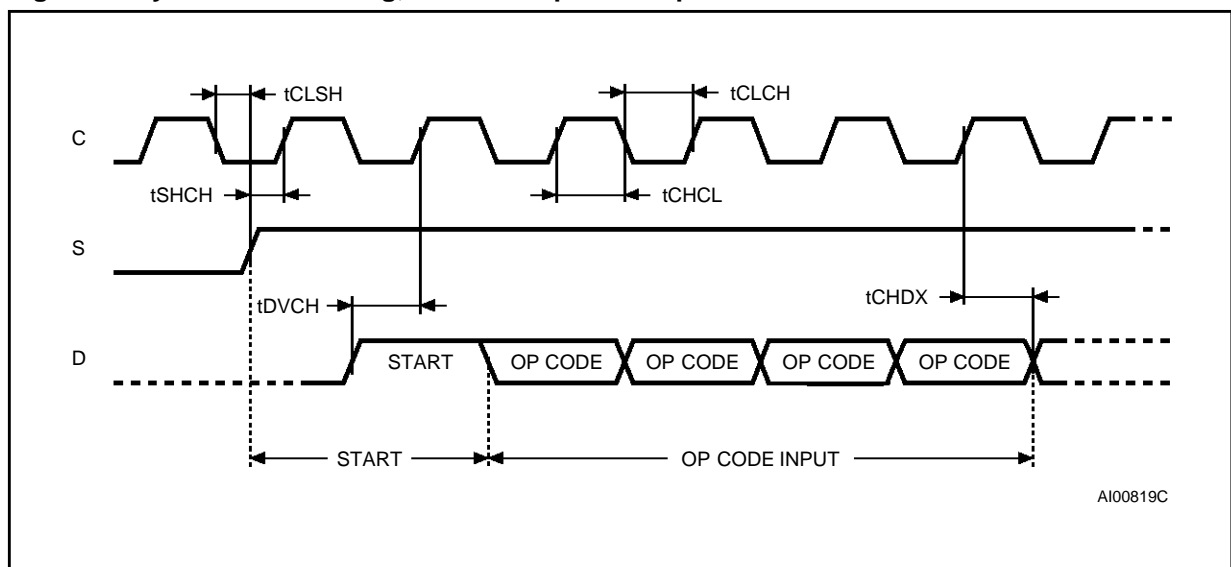 tCLSH
tCLCH
C
tSHCH
tCHCL
S
tDVCH
tCHDX
D
START
OP CODE
OP CODE
OP CODE
OP CODE
START
OP CODE INPUT
AI00819C